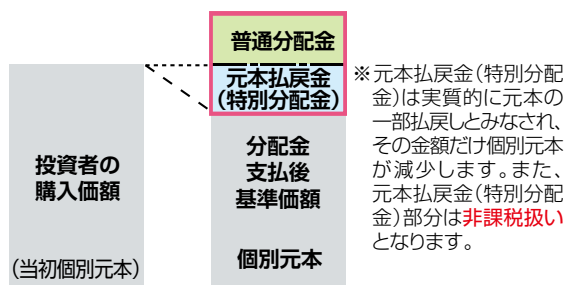 普通分配金
元本払戻金
(特別分配金)
分配金
支払後
基準価額
個別元本
投資者の
購入価額
(当初個別元本)
※元本払戻金(特別分配
金)は実質的に元本の
一部払戻しとみなされ、
その金額だけ個別元本
が減少します。また、
元本払戻金(特別分配
金)部分は非課税扱い
となります。